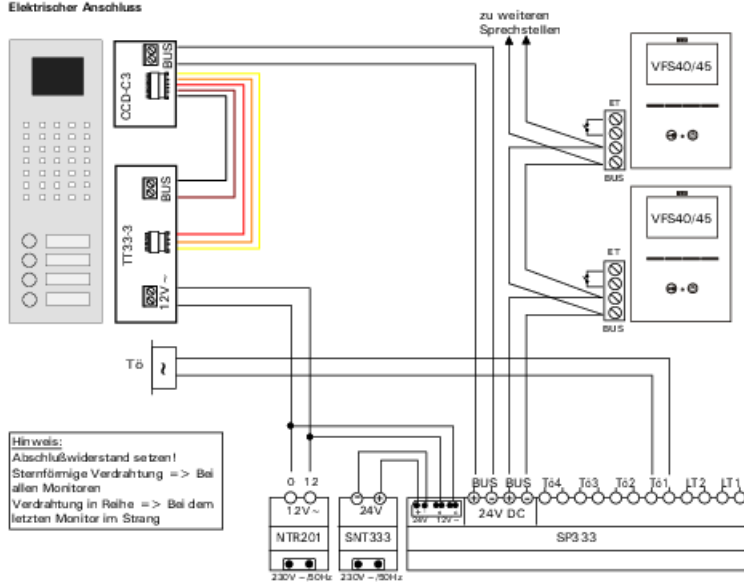 Elektrischer Anschluss
zu weiteren
Sprechstellen
CCD-C3
BUS
VFS40/45
ET
BUS
TT33-3
BUS
12V ~
VFS40/45
ET
BUS
Tö
~
Hinweis:
Abschlußwiderstand setzen!
Sternförmige Verdrahtung => Bei
allen Monitoren
Verdrahtung in Reihe => Bei dem
letzten Monitor im Strang
0 12
12V~
NTR201
230V ~/50Hz
- +
24V
SNT333
230V ~/50Hz
BUS BUS Tö4 Tö3 Tö2 Tö1 LT2 LT1
+ - + -
24V 12V~
24V DC
SP333